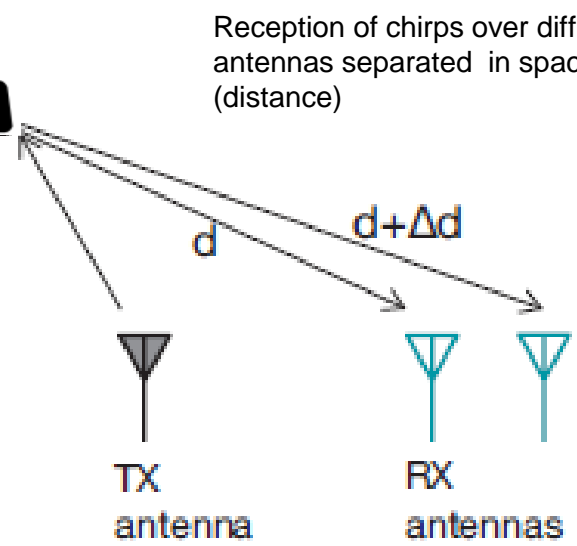 Reception of chirps over diff
antennas separated in spac
(distance)
d
d+Δd
TX
antenna
RX
antennas